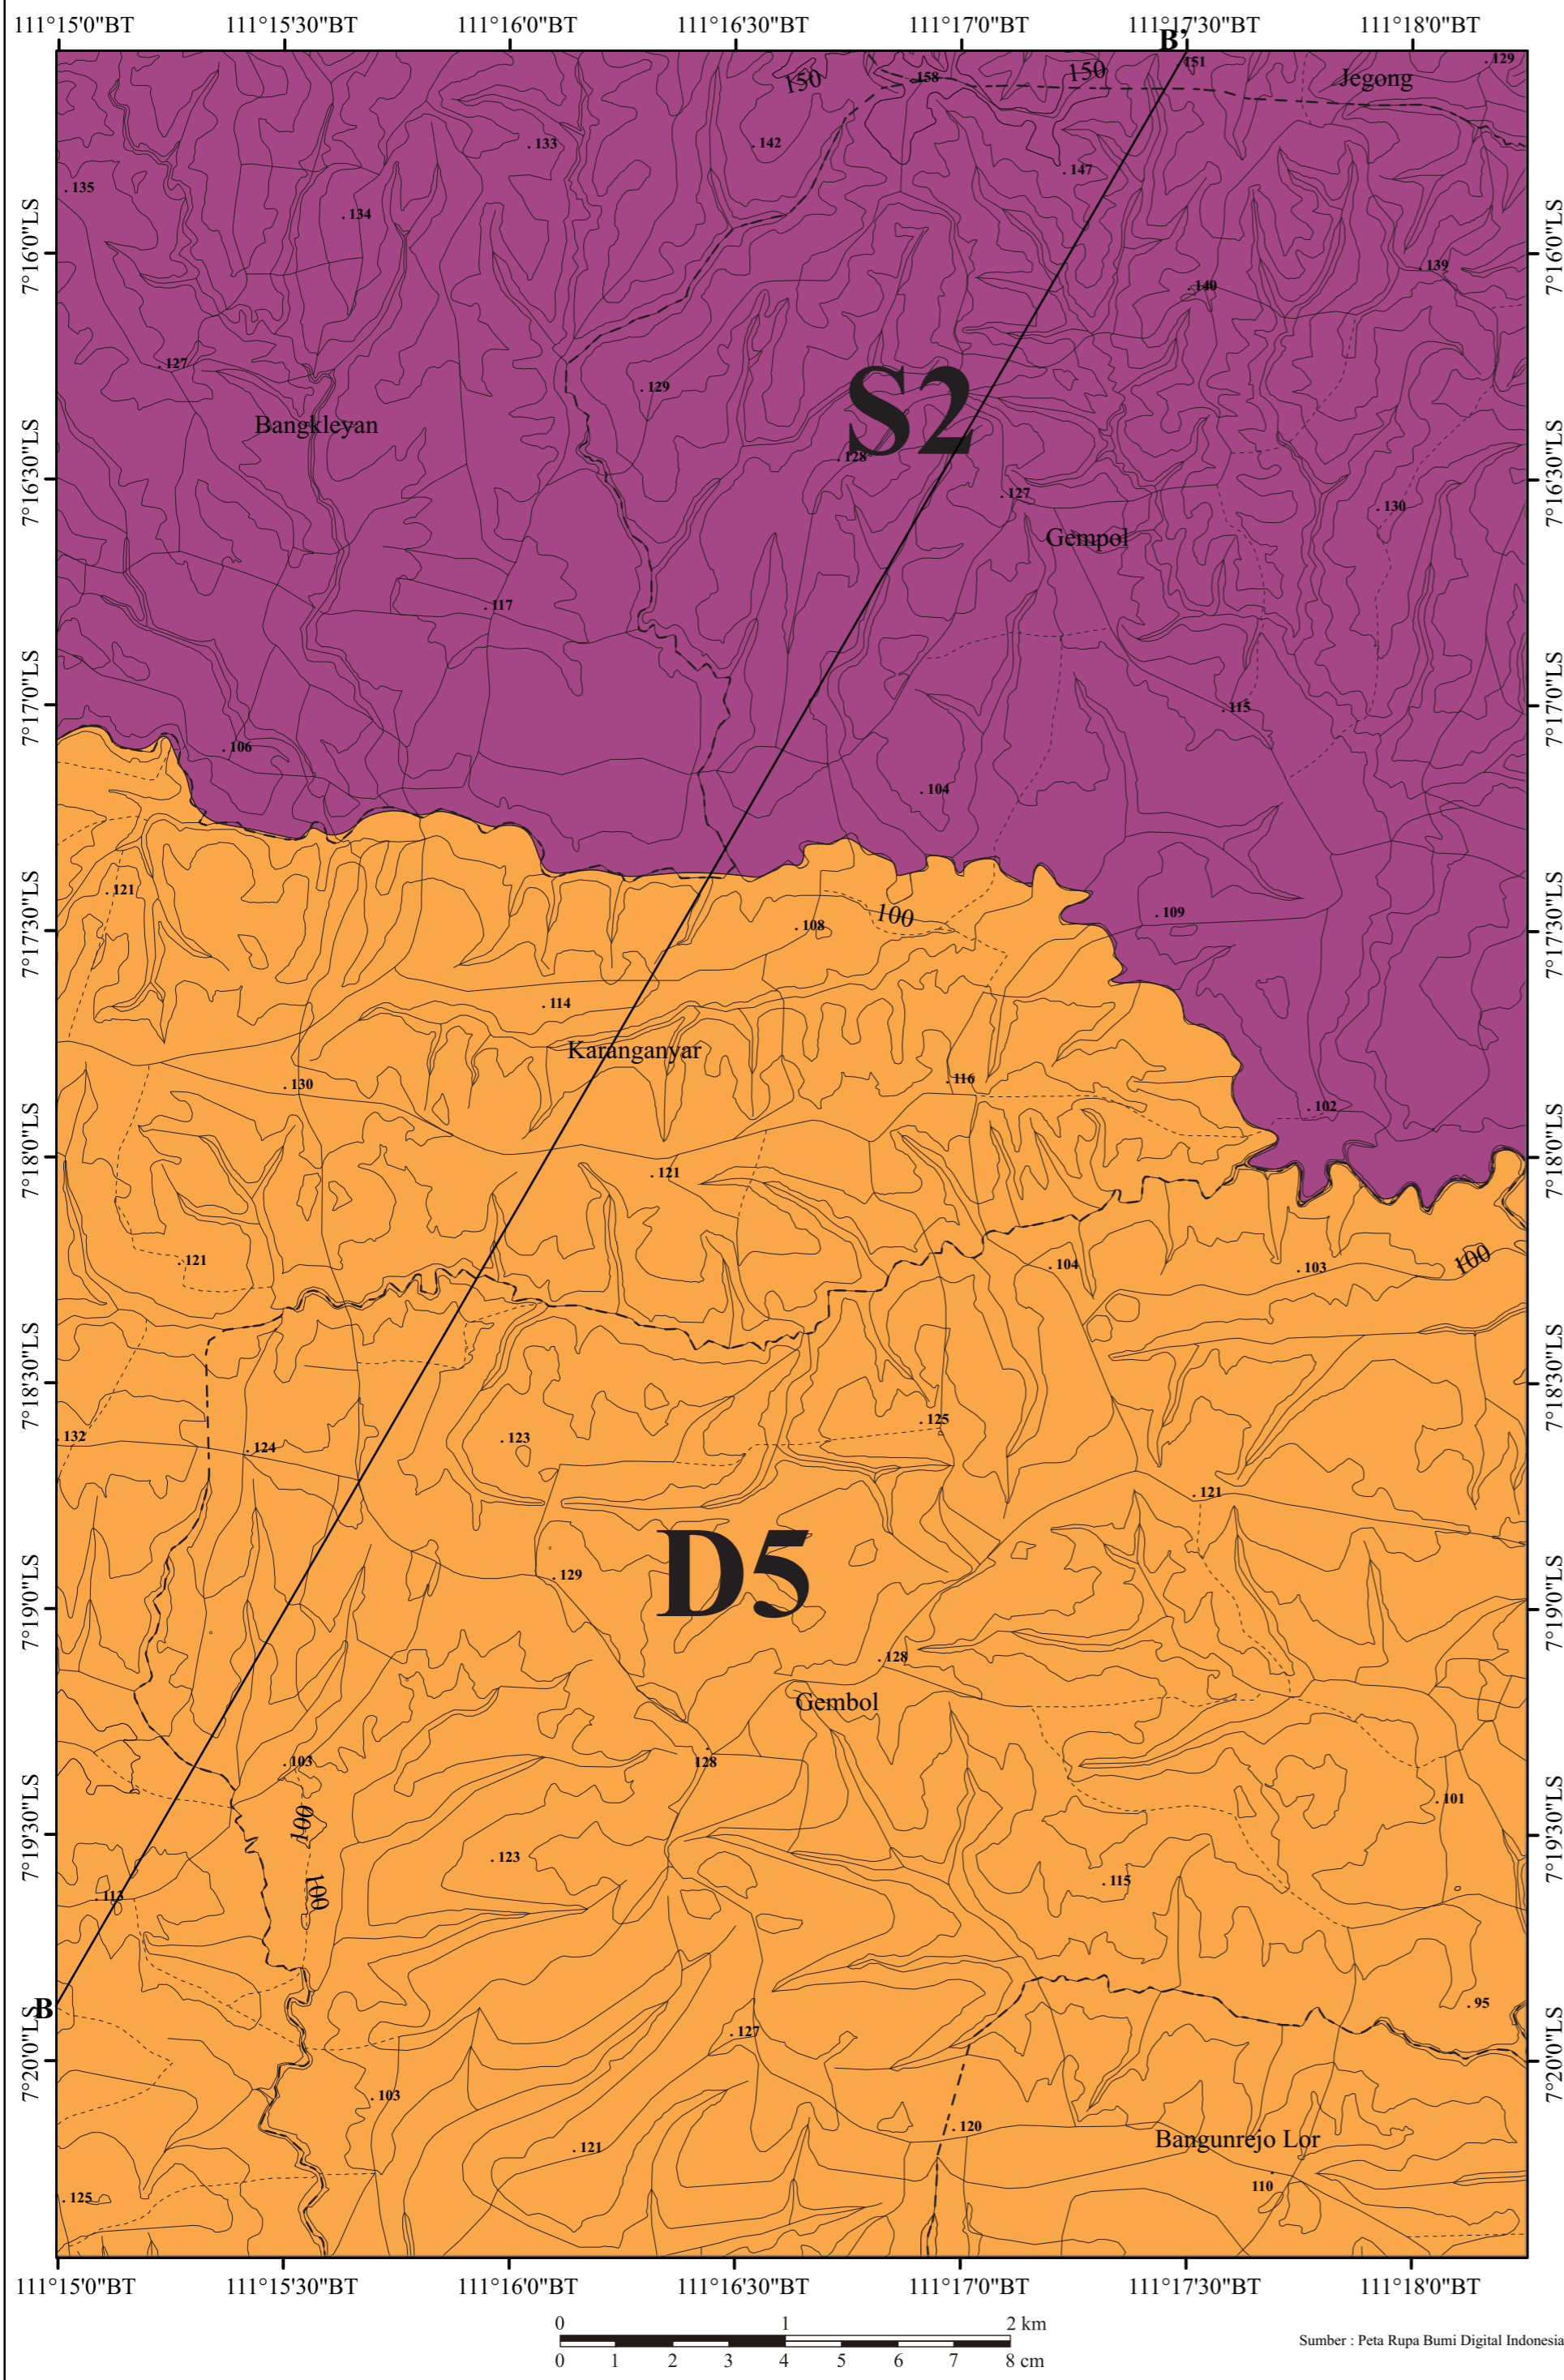 111°15'0"BT 111°15'30"BT 111°16'0"BT 111°16'30"BT 111°17'0"BT 111°17'30"BT 111°18'0"BT
B'
151
129
150
158
150
Jegong
133
142
147
135
134
7°16'0"LS
7°16'0"LS
139
140
127
129
S2
Bangkleyan
128
7°16'30"LS
7°16'30"LS
127
130
Gempol
117
7°17'0"LS
7°17'0"LS
115
106
104
121
100
109
108
7°17'30"LS
7°17'30"LS
114
Karanganyar
130
116
102
7°18'0"LS
7°18'0"LS
121
121
104
103
100
7°18'30"LS
7°18'30"LS
132
124
123
125
121
D5
129
7°19'0"LS
7°19'0"LS
128
Gembol
103
128
100
101
7°19'30"LS
7°19'30"LS
123
100
113
115
B
95
127
7°20'0"LS
7°20'0"LS
103
120
121
Bangunrejo Lor
125
110
111°15'0"BT 111°15'30"BT 111°16'0"BT 111°16'30"BT 111°17'0"BT 111°17'30"BT 111°18'0"BT
0 1 2 km
0 1 2 3 4 5 6 7 8 cm
Sumber : Peta Rupa Bumi Digital Indonesia